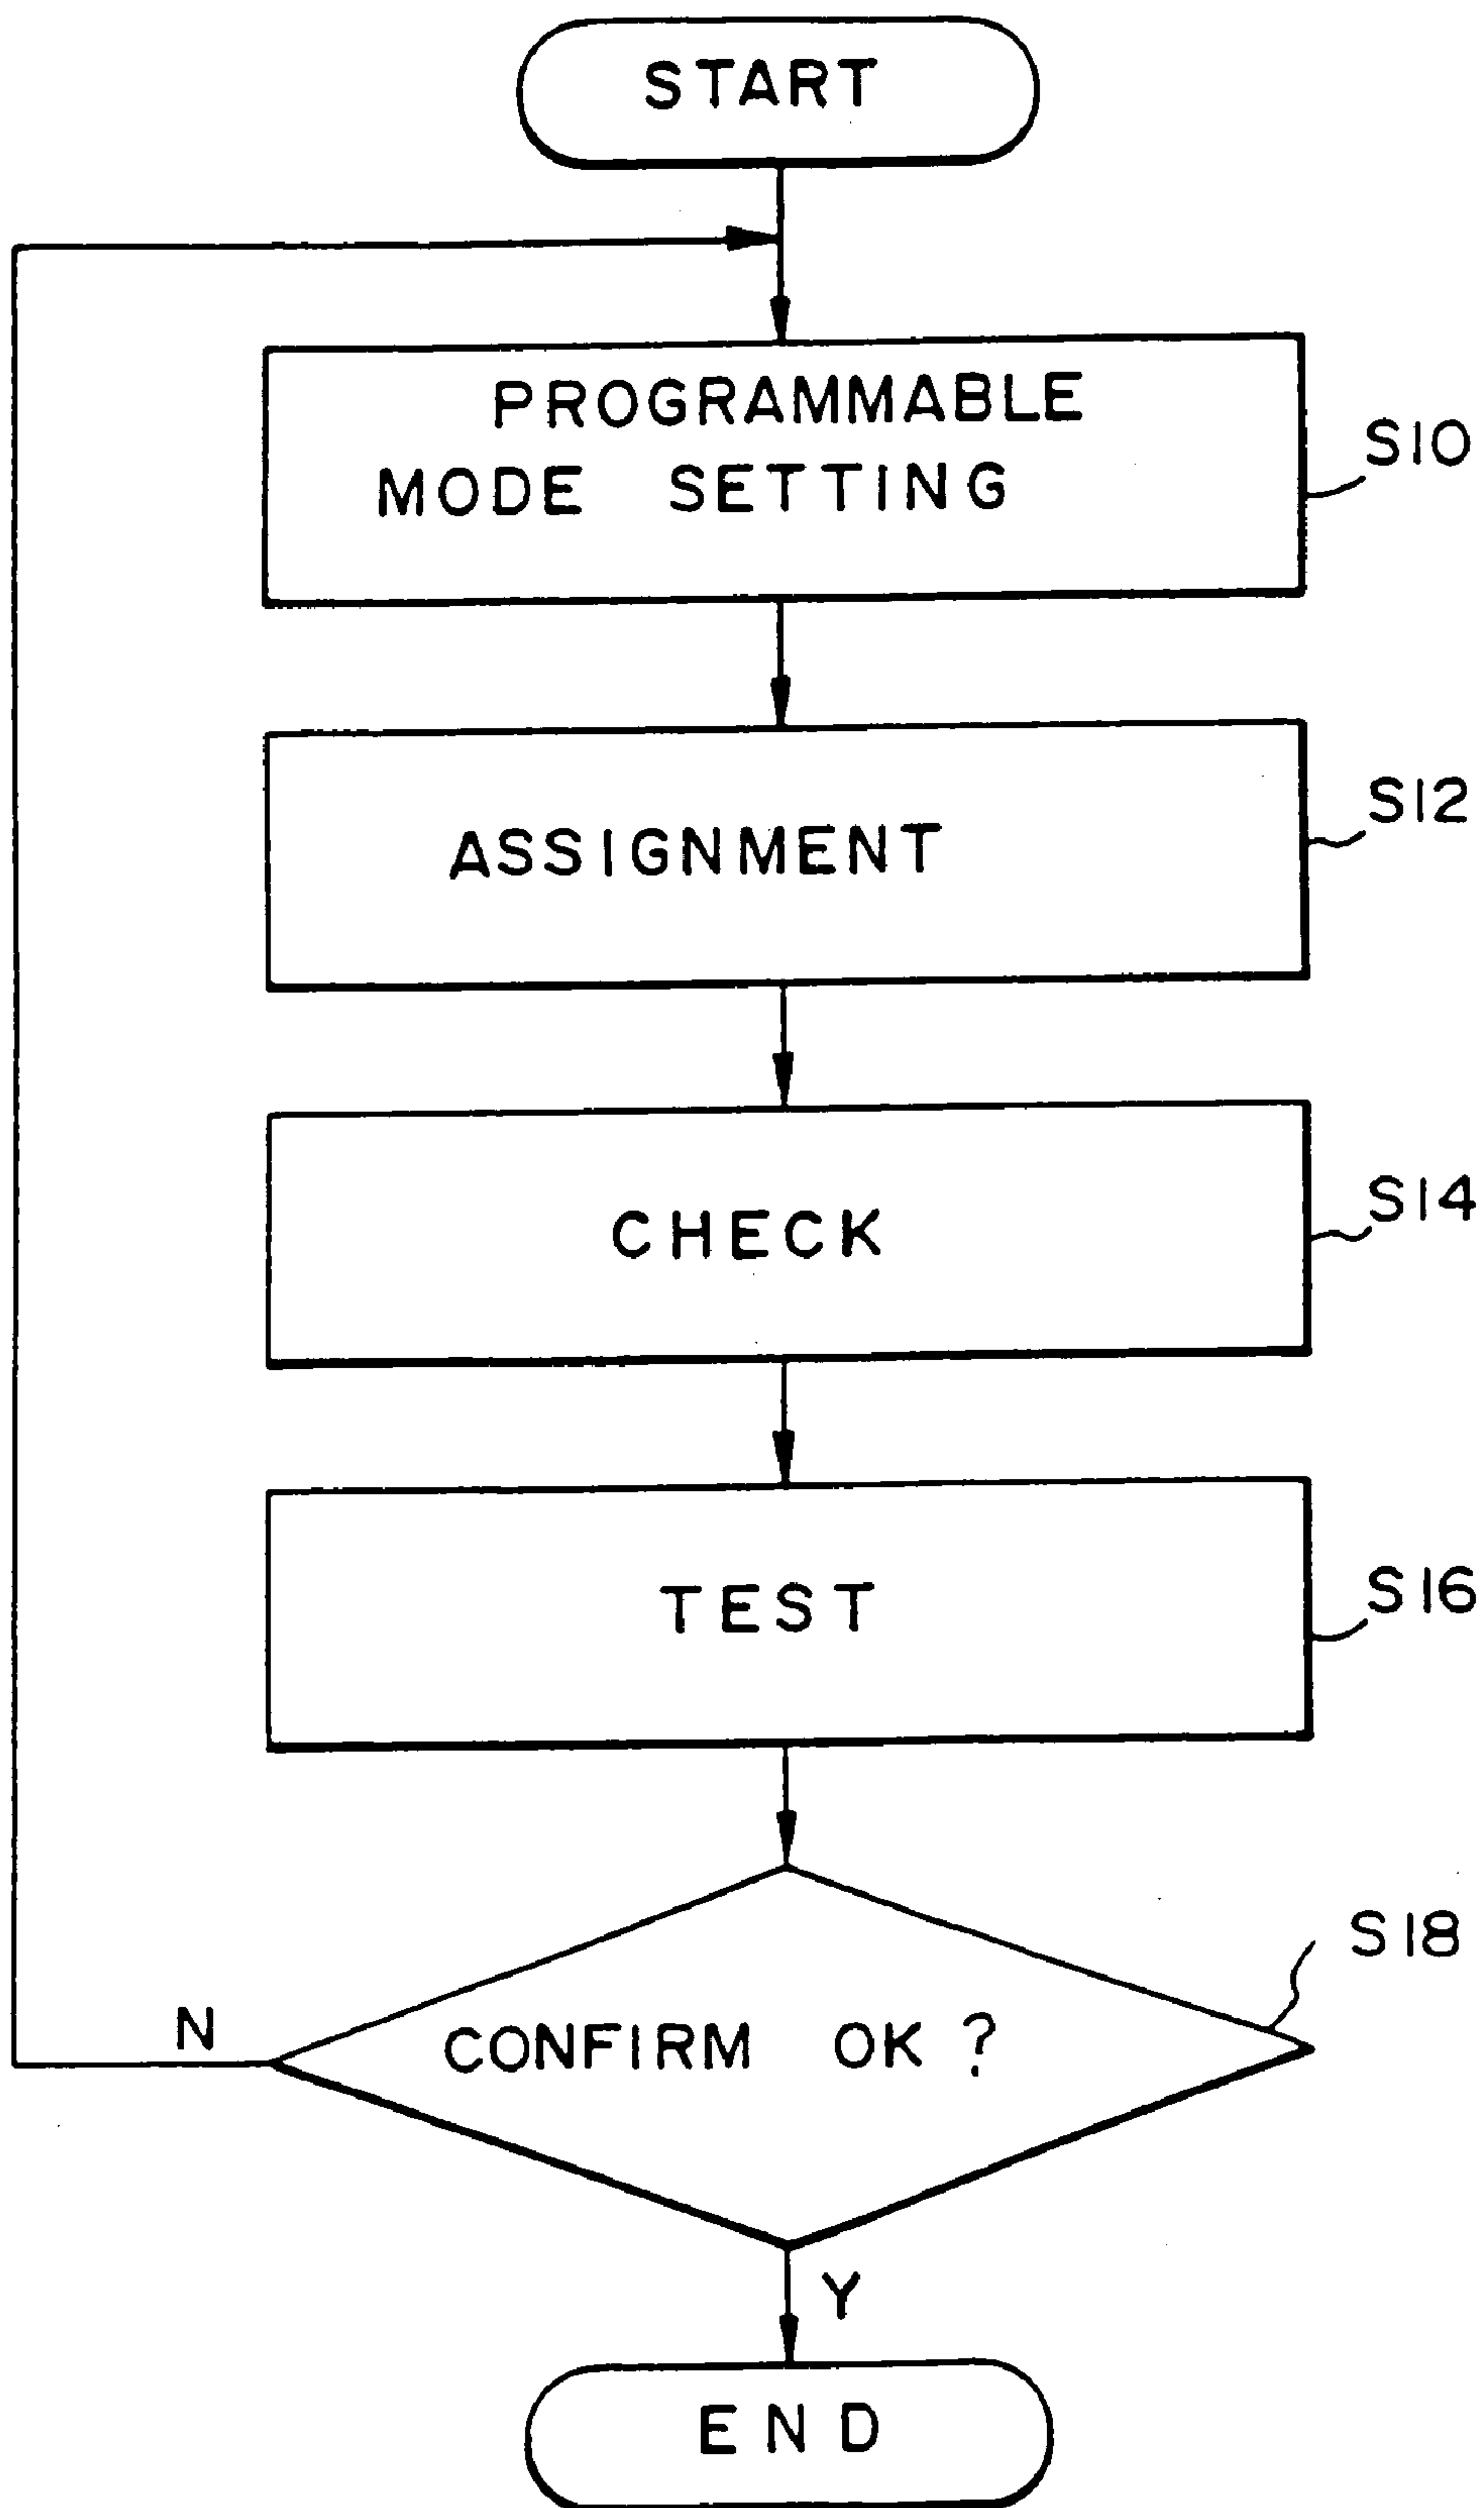 START
PROGRAMMABLE
MODE SETTING
S10
ASSIGNMENT
S12
CHECK
S14
TEST
S16
CONFIRM OK ?
S18
N
Y
END